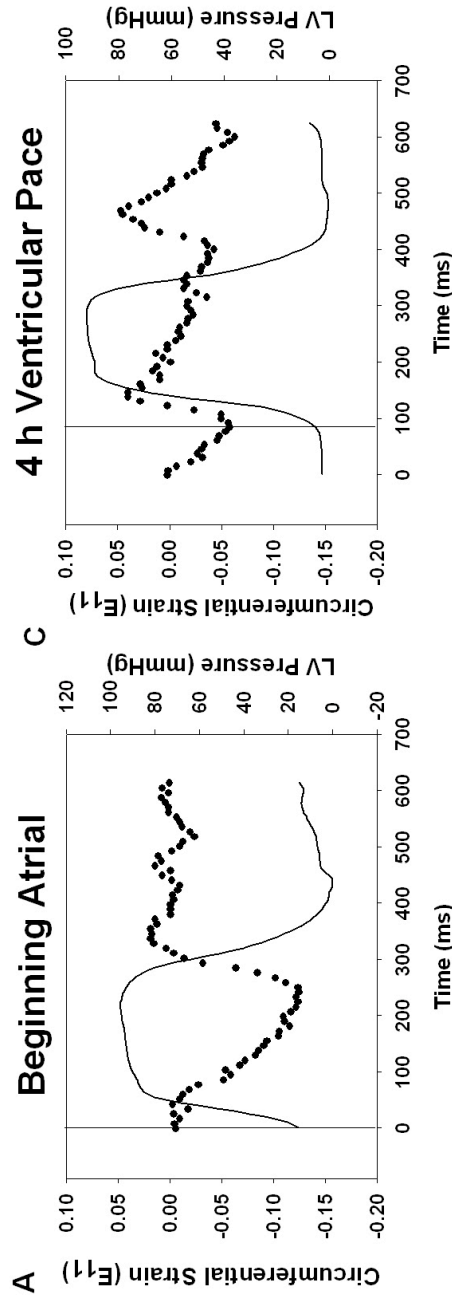 A
Beginning Atrial
Circumferential Strain (E11)
0.10
0.05
0.00
-0.05
-0.10
-0.15
-0.20
120
100
80
60
40
20
0
-20
LV Pressure (mmHg)
0 100 200 300 400 500 600 700
Time (ms)
C
4 h Ventricular Pace
Circumferential Strain (E11)
0.10
0.05
0.00
-0.05
-0.10
-0.15
-0.20
100
80
60
40
20
0
LV Pressure (mmHg)
0 100 200 300 400 500 600 700
Time (ms)